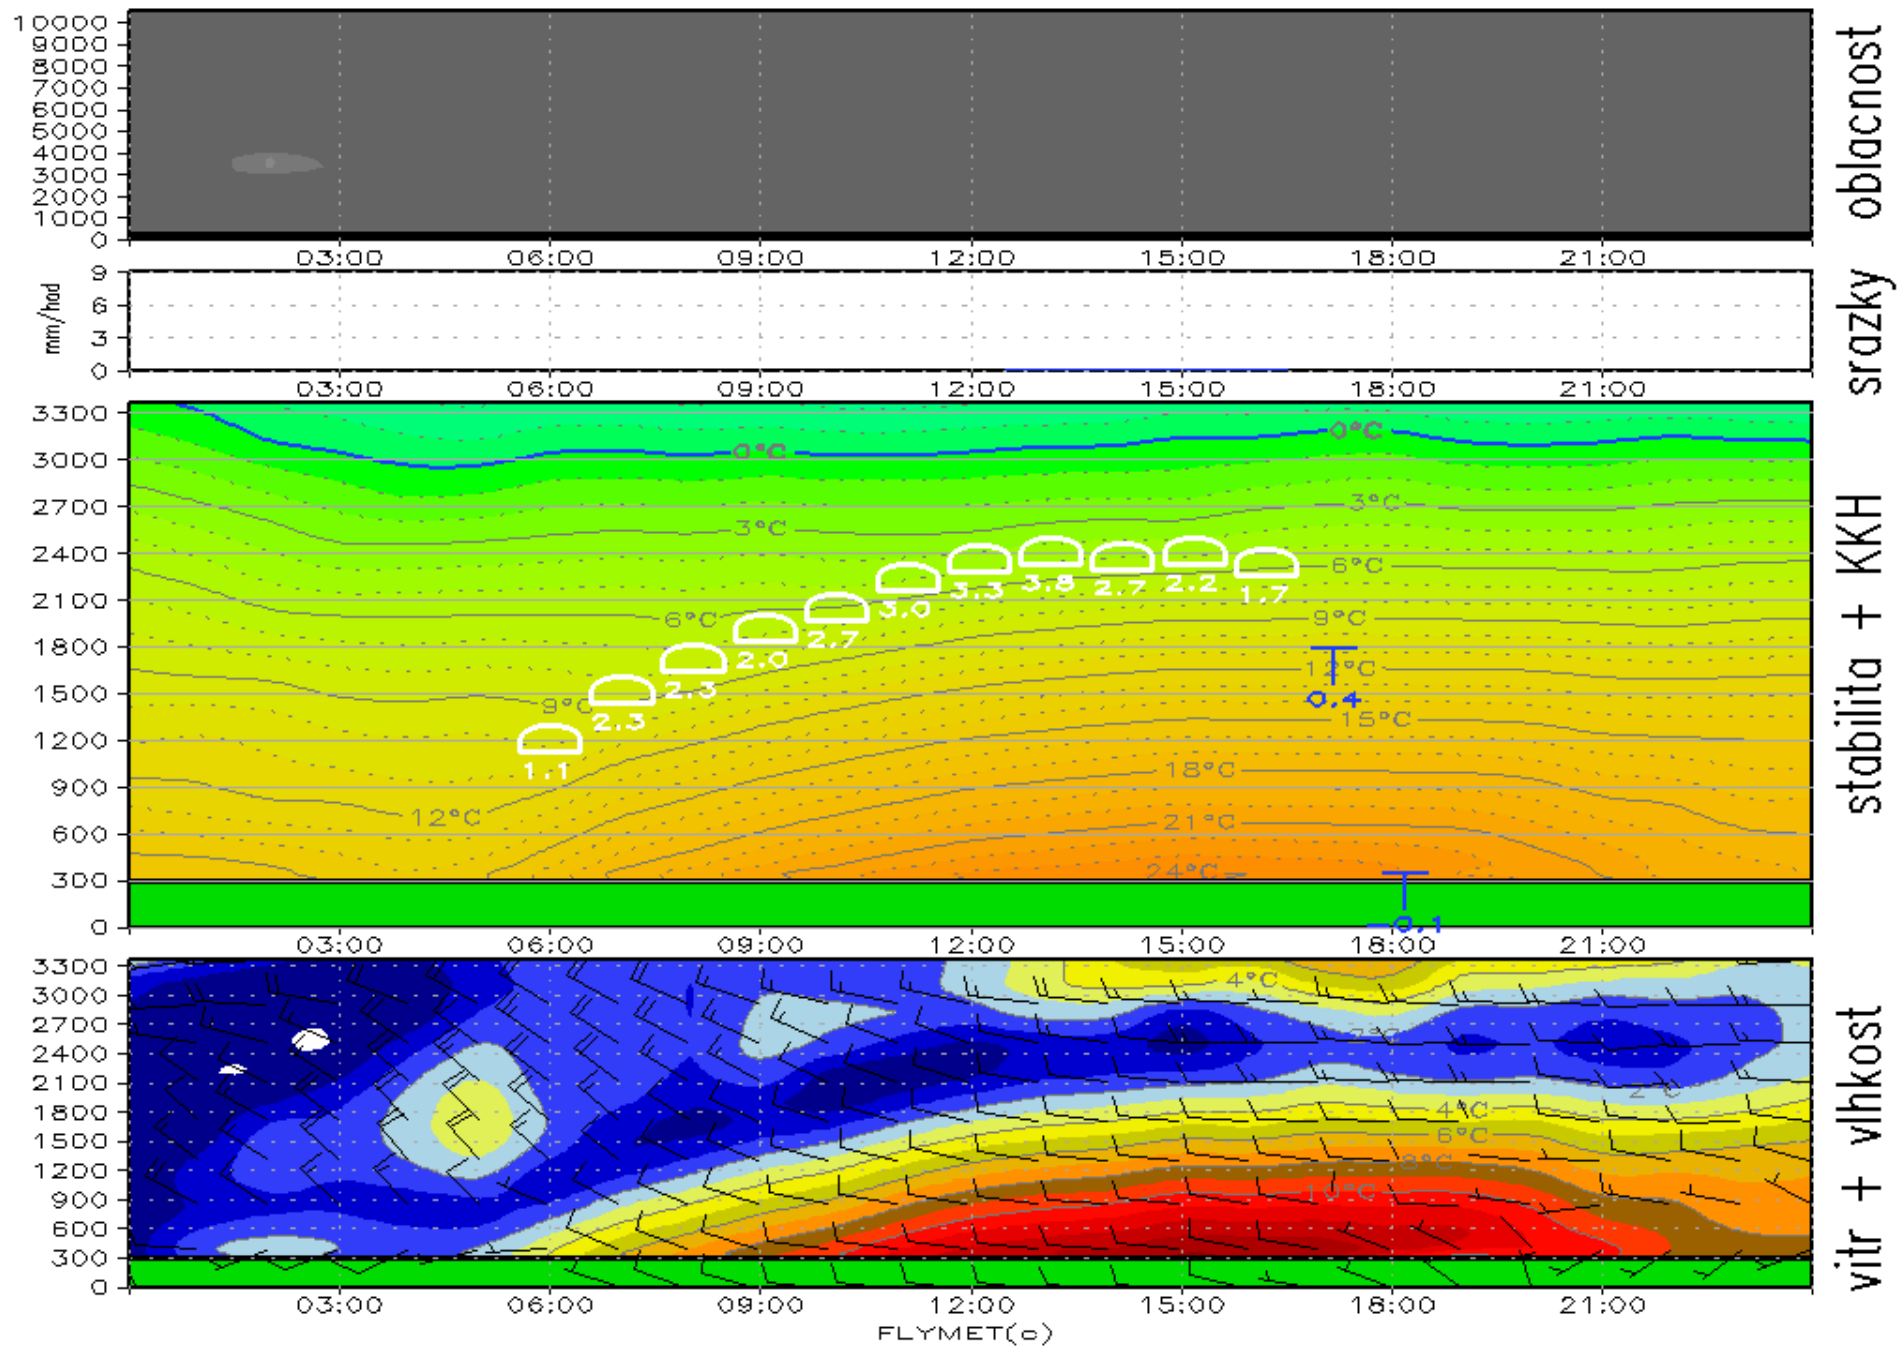 10000
9000
8000
7000
6000
5000
4000
3000
2000
1000
0
03:00 06:00 09:00 12:00 15:00 18:00 21:00
oblacnost
9
6
3
0
mm/hod
03:00 06:00 09:00 12:00 15:00 18:00 21:00
srazky
3300
3000
2700
2400
2100
1800
1500
1200
900
600
300
0
0°C 0°C
3°C 3°C
6°C 6°C
9°C 9°C
12°C 12°C
15°C
18°C
21°C
24°C
1.1 2.3 2.3 2.0 2.7 3.0 3.3 3.8 2.7 2.2 1.7
0.4
-0.1
03:00 06:00 09:00 12:00 15:00 18:00 21:00
stabilita + KKH
3300
3000
2700
2400
2100
1800
1500
1200
900
600
300
0
4°C
2°C
2°C
4°C
6°C
8°C
10°C
03:00 06:00 09:00 12:00 15:00 18:00 21:00
vitr + vlhkost
FLYMET(c)